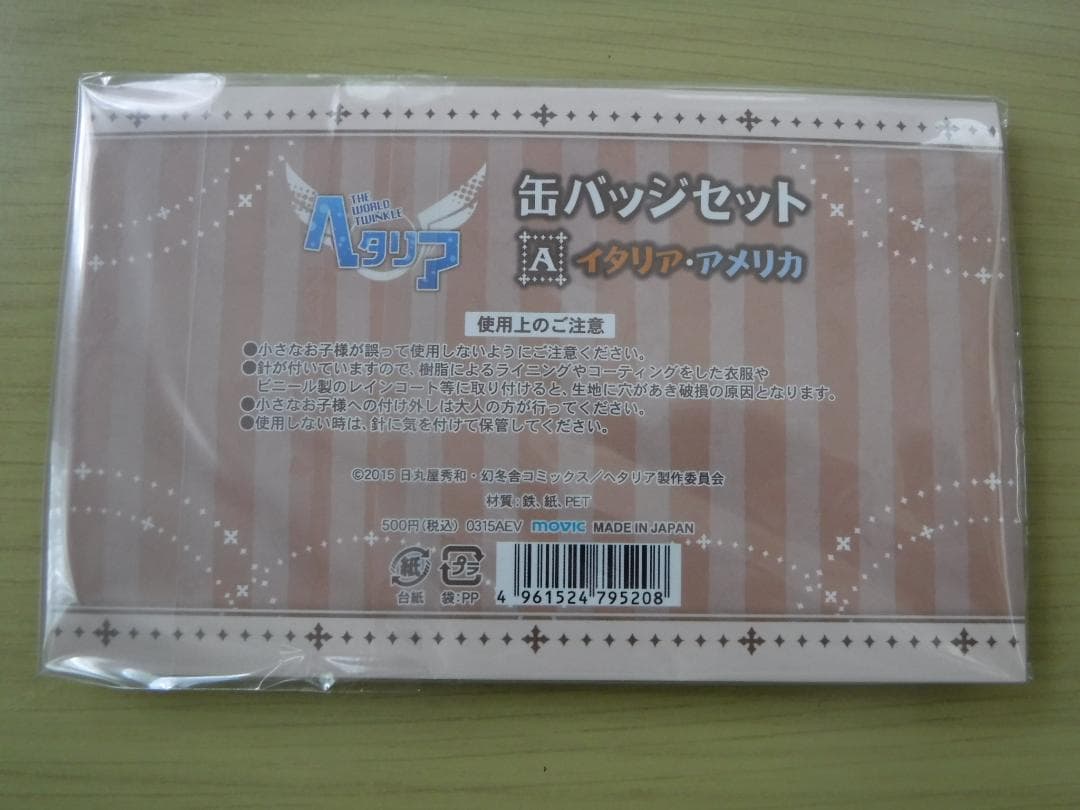 THE
WORLD
TWINKLE
ヘタリア
缶バッジセット
A イタリア・アメリカ
使用上のご注意
●小さなお子様が誤って使用しないようにご注意ください。
●針が付いていますので、樹脂によるライニングやコーティングをした衣服や
ビニール製のレインコート等に取り付けると、生地に穴があき破損の原因となります。
●小さなお子様への付け外しは大人の方が行ってください。
●使用しない時は、針に気を付けて保管してください。
©2015 日丸屋秀和・幻冬舎コミックス／ヘタリア製作委員会
材質：鉄、紙、PET
500円(税込) 0315AEV movic MADE IN JAPAN
紙 プラ
台紙 袋：PP
4 961524 795208